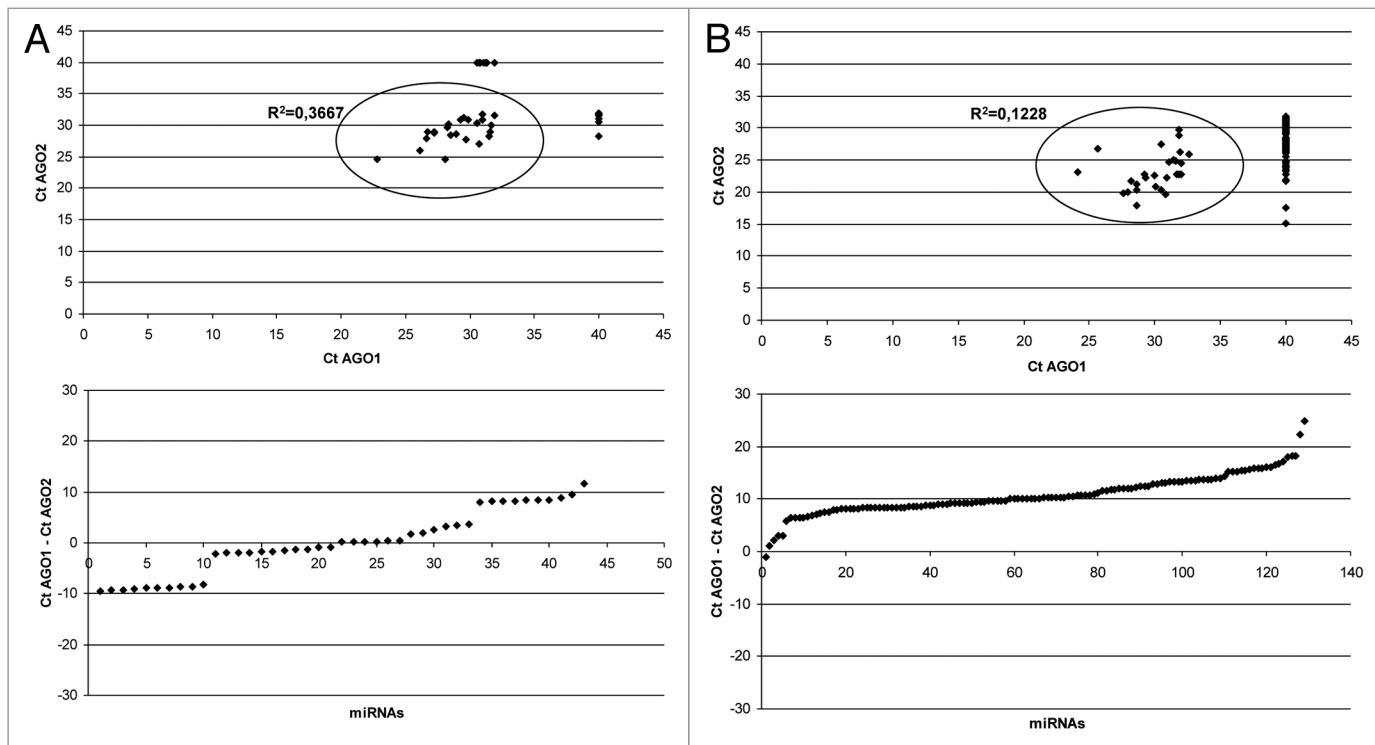 A
45
40
35
30
25
20
15
10
5
0
Ct AGO2
R²=0,3667
0 5 10 15 20 25 30 35 40 45
Ct AGO1
30
20
10
0
-10
-20
-30
Ct AGO1 - Ct AGO2
0 5 10 15 20 25 30 35 40 45 50
miRNAs
B
45
40
35
30
25
20
15
10
5
0
Ct AGO2
R²=0,1228
0 5 10 15 20 25 30 35 40 45
Ct AGO1
30
20
10
0
-10
-20
-30
Ct AGO1 - Ct AGO2
0 20 40 60 80 100 120 140
miRNAs